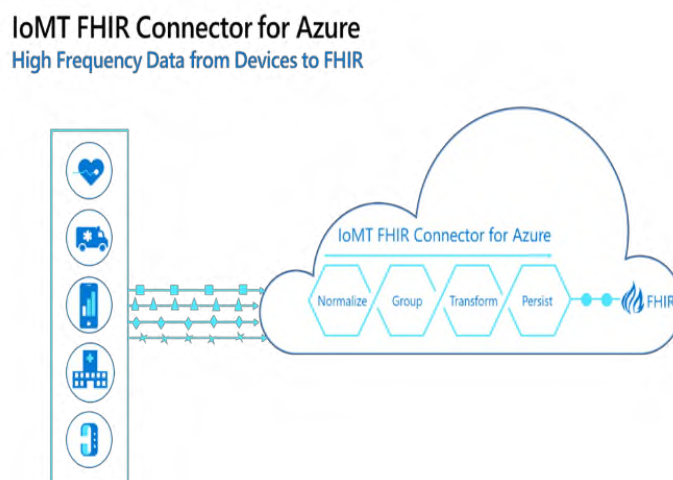 IoMT FHIR Connector for Azure
High Frequency Data from Devices to FHIR
IoMT FHIR Connector for Azure
Normalize
Group
Transform
Persist
FHIR